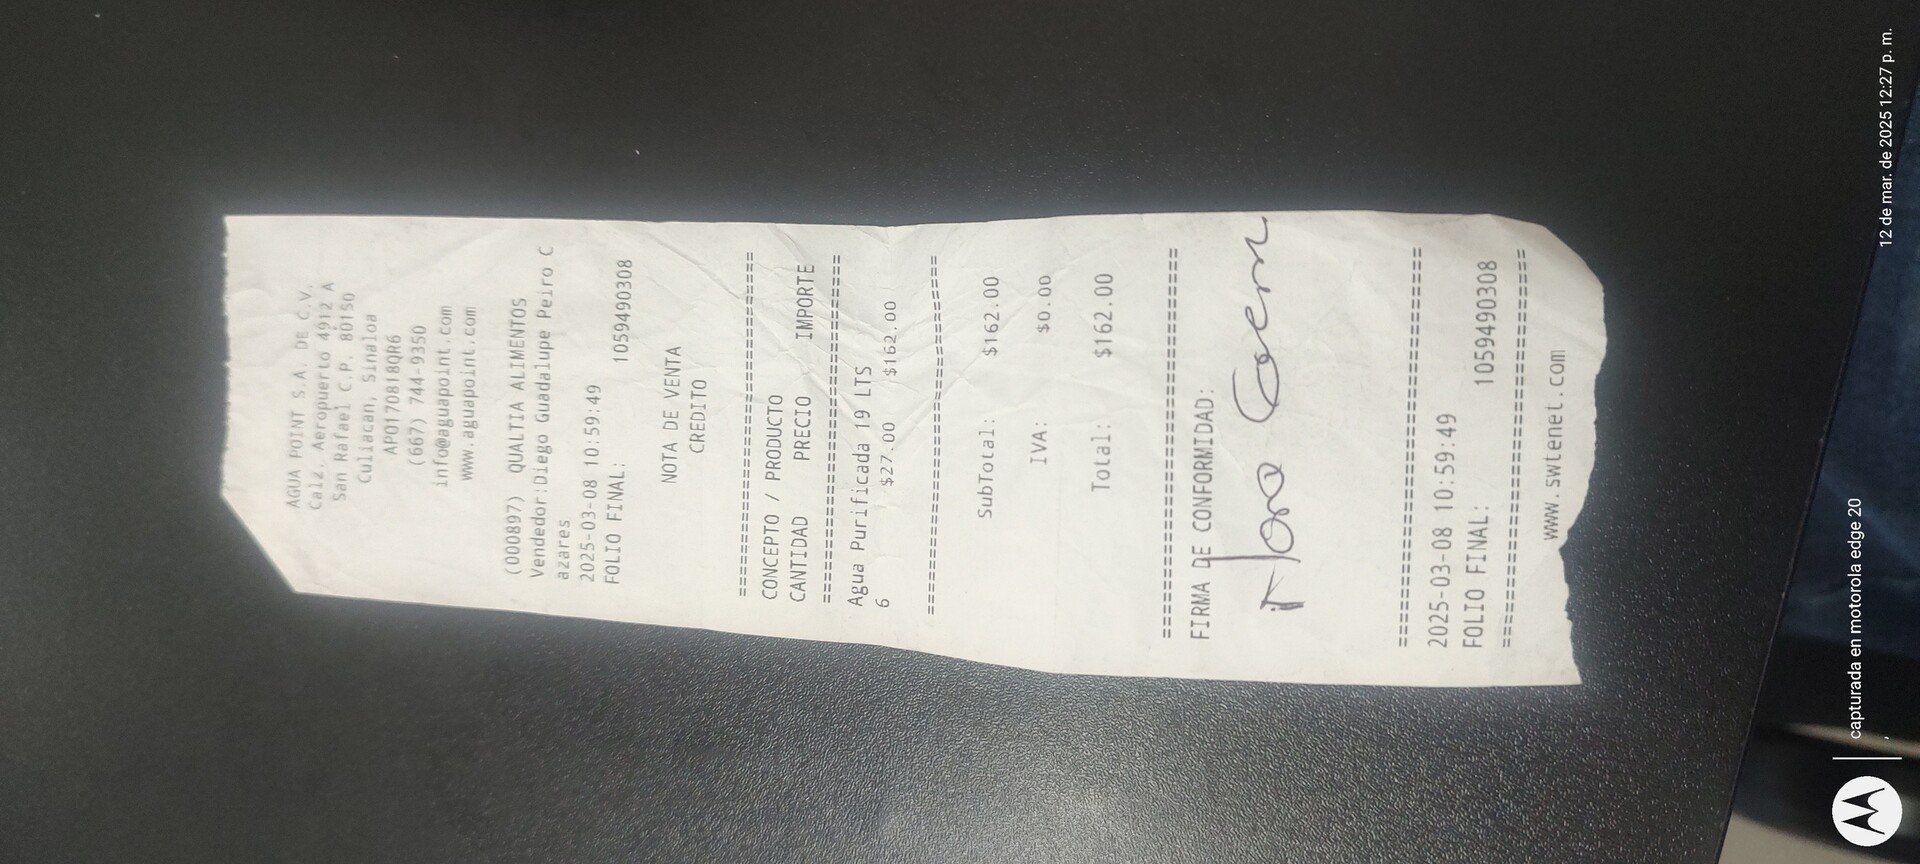 AGUA POINT S.A. DE C.V.
Calz. Aeropuerto 4912 A
San Rafael C.P. 80150
Culiacan, Sinaloa
APO170818QR6
(667) 744-9350
info@aguapoint.com
www.aguapoint.com
(000897) QUALTIA ALIMENTOS
Vendedor:Diego Guadalupe Peiro C
azares
2025-03-08 10:59:49
FOLIO FINAL: 1059490308
NOTA DE VENTA
CREDITO
CONCEPTO / PRODUCTO
CANTIDAD PRECIO IMPORTE
Agua Purificada 19 LTS
6 $27.00 $162.00
SubTotal: $162.00
IVA: $0.00
Total: $162.00
FIRMA DE CONFORMIDAD:
2025-03-08 10:59:49
FOLIO FINAL: 1059490308
www.swtenet.com
capturada en motorola edge 20
12 de mar. de 2025 12:27 p. m.